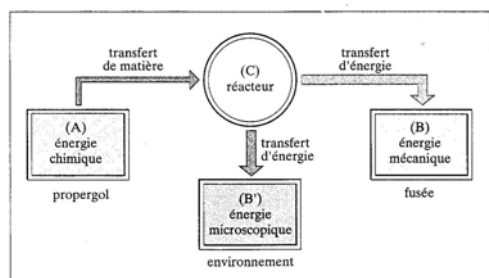 transfert
de matière
(C)
réacteur
transfert
d'énergie
(A)
énergie
chimique
propergol
transfert
d'énergie
(B)
énergie
mécanique
fusée
(B')
énergie
microscopique
environnement